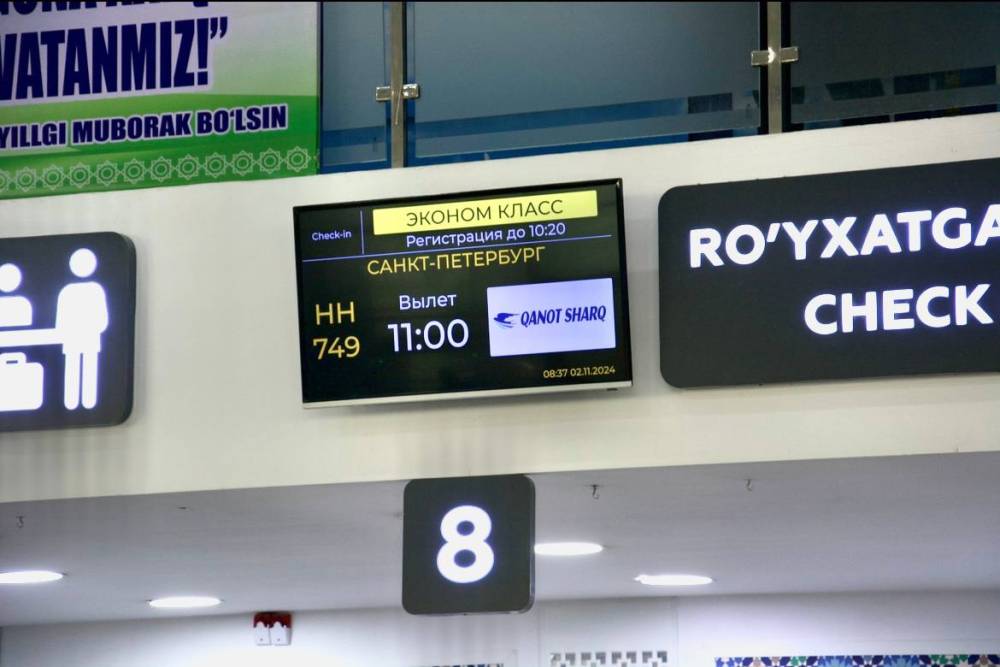 VATANMIZ!”
YILLGI MUBORAK BO‘LSIN
Check-in
ЭКОНОМ КЛАСС
Регистрация до 10:20
САНКТ-ПЕТЕРБУРГ
HH
749
Вылет
11:00
QANOT SHARQ
08:37 02.11.2024
RO’YXATGA
CHECK
8